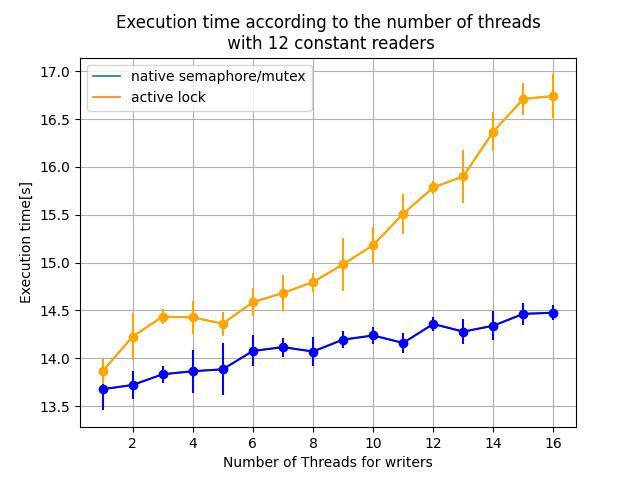 Execution time according to the number of threads
with 12 constant readers
native semaphore/mutex
active lock
17.0
16.5
16.0
15.5
15.0
14.5
14.0
13.5
Execution time[s]
2 4 6 8 10 12 14 16
Number of Threads for writers